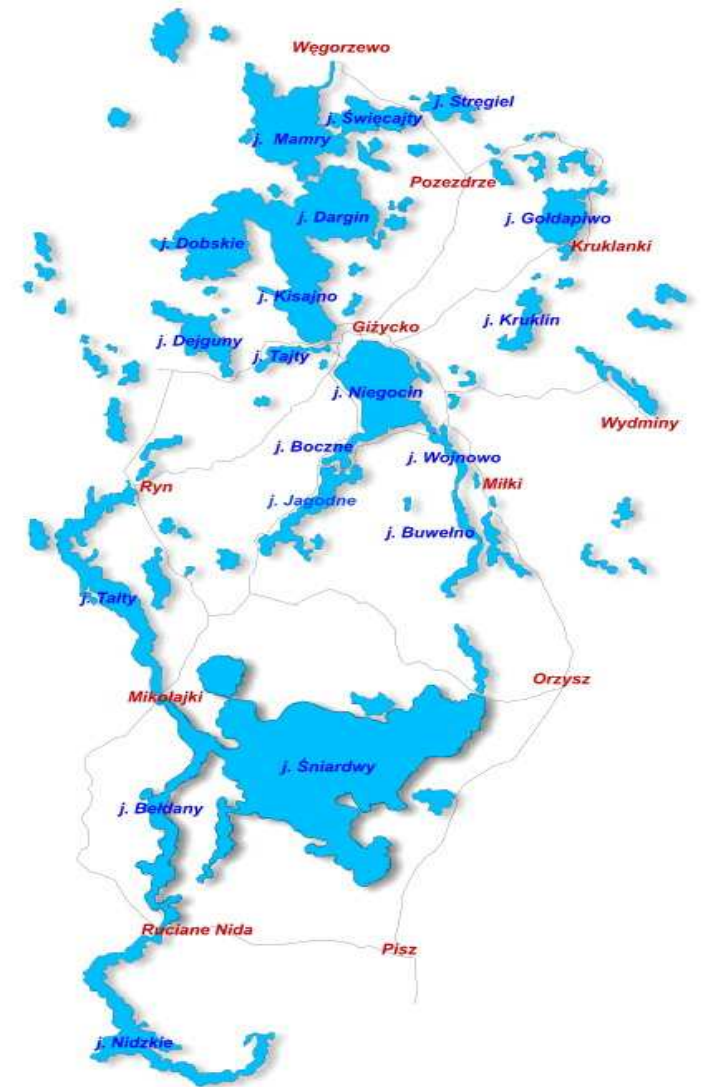 Węgorzewo
j. Stręgiel
j. Święcajty
j. Mamry
Pozezdrze
j. Dargin
j. Gołdapiwo
j. Dobskie
Kruklanki
j. Kisajno
j. Kruklin
Giżycko
j. Dejguny
j. Tajty
j. Niegocin
Wydminy
j. Boczne
j. Wojnowo
Ryn
Miłki
j. Jagodne
j. Buwełno
j. Tałty
Orzysz
Mikołajki
j. Śniardwy
j. Bełdany
Ruciane Nida
Pisz
j. Nidzkie